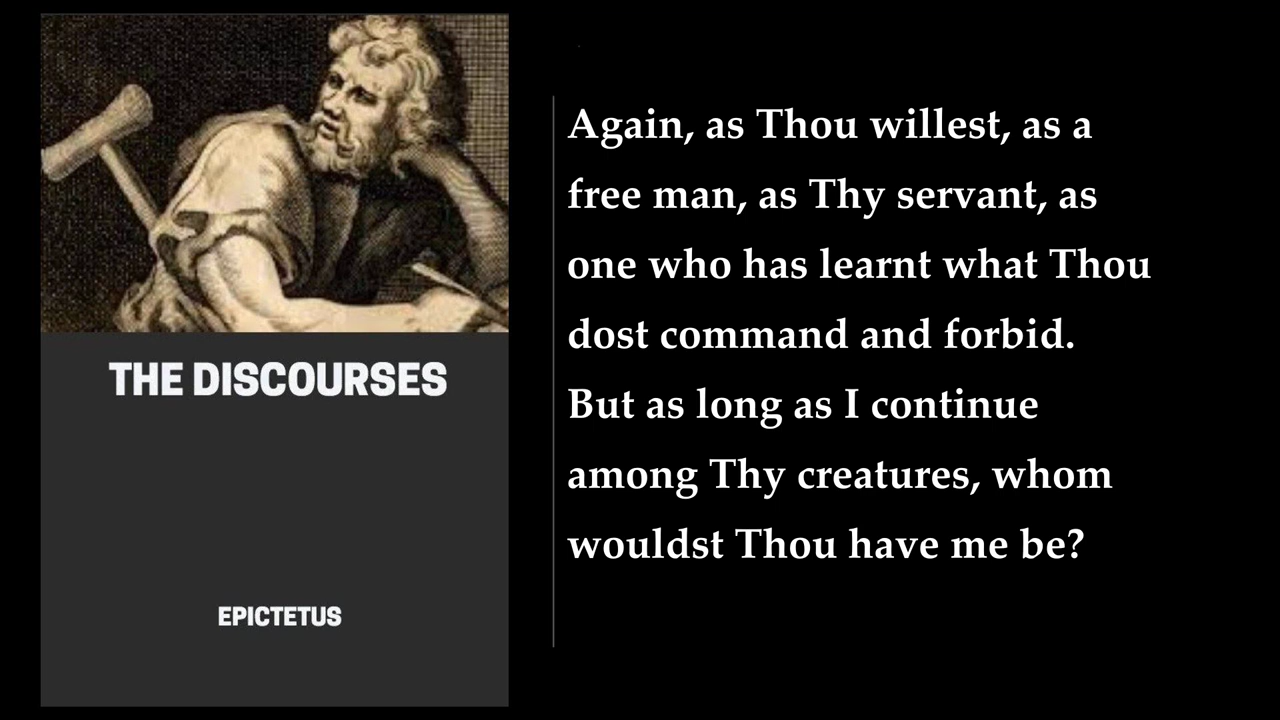 THE DISCOURSES
EPICTETUS
Again, as Thou willest, as a
free man, as Thy servant, as
one who has learnt what Thou
dost command and forbid.
But as long as I continue
among Thy creatures, whom
wouldst Thou have me be?